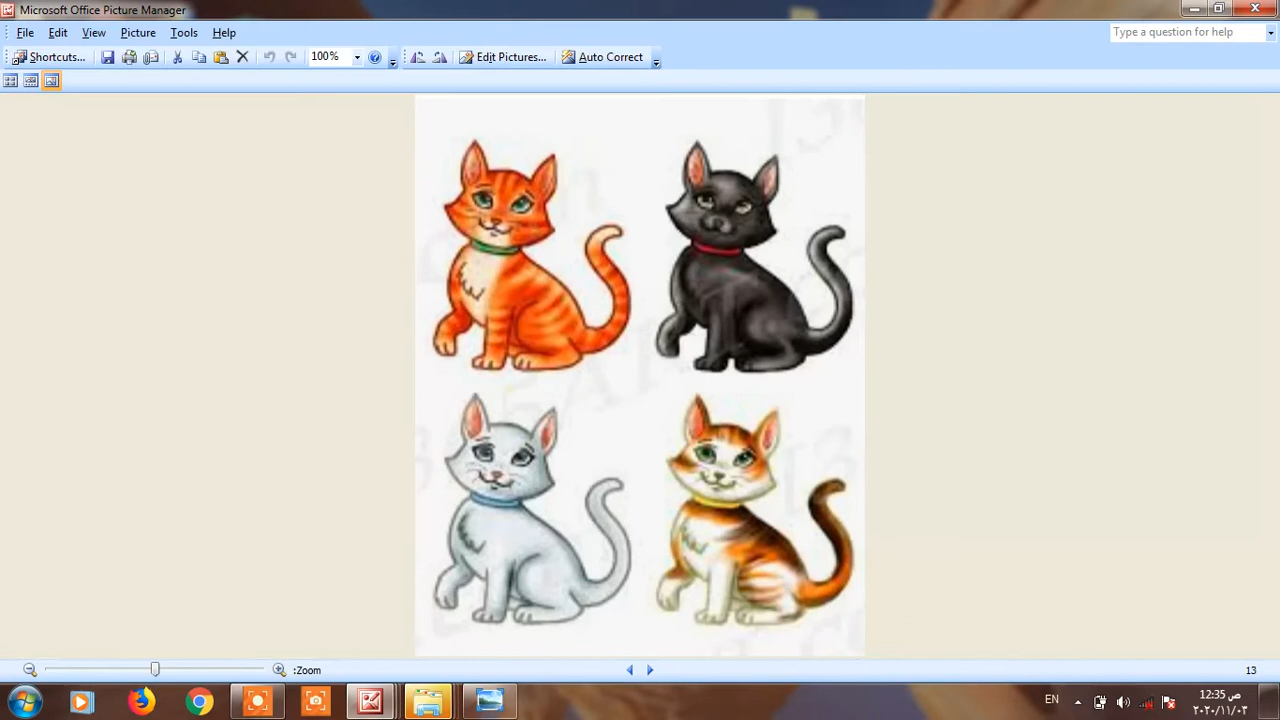 Microsoft Office Picture Manager
File Edit View Picture Tools Help
Type a question for help
Shortcuts... 100% Edit Pictures... Auto Correct
:Zoom
13
EN
12:35 ص
٢٠٢٠/١١/٠٣